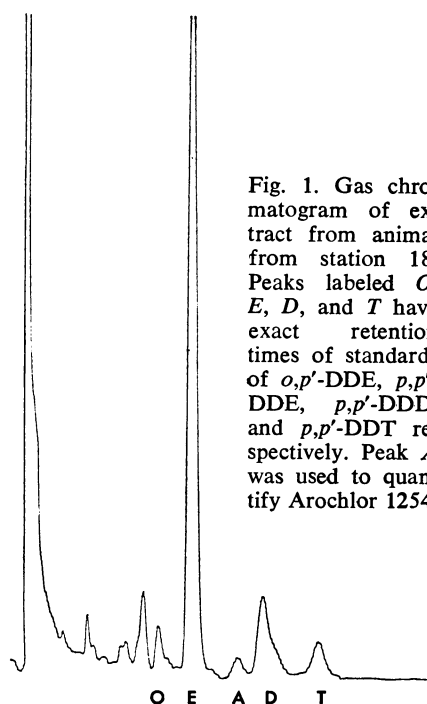 Fig. 1. Gas chro
matogram of ex
tract from anima
from station 18
Peaks labeled O
E, D, and T hav
exact retention
times of standard
of o,p'-DDE, p,p'
DDE, p,p'-DDD
and p,p'-DDT re
spectively. Peak A
was used to quan
tify Arochlor 1254
O E A D T